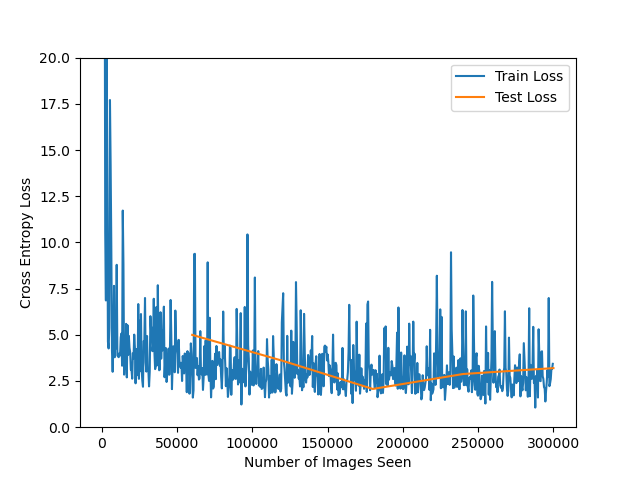 20.0
17.5
15.0
12.5
10.0
7.5
5.0
2.5
0.0
Cross Entropy Loss
Train Loss
Test Loss
0 50000 100000 150000 200000 250000 300000
Number of Images Seen